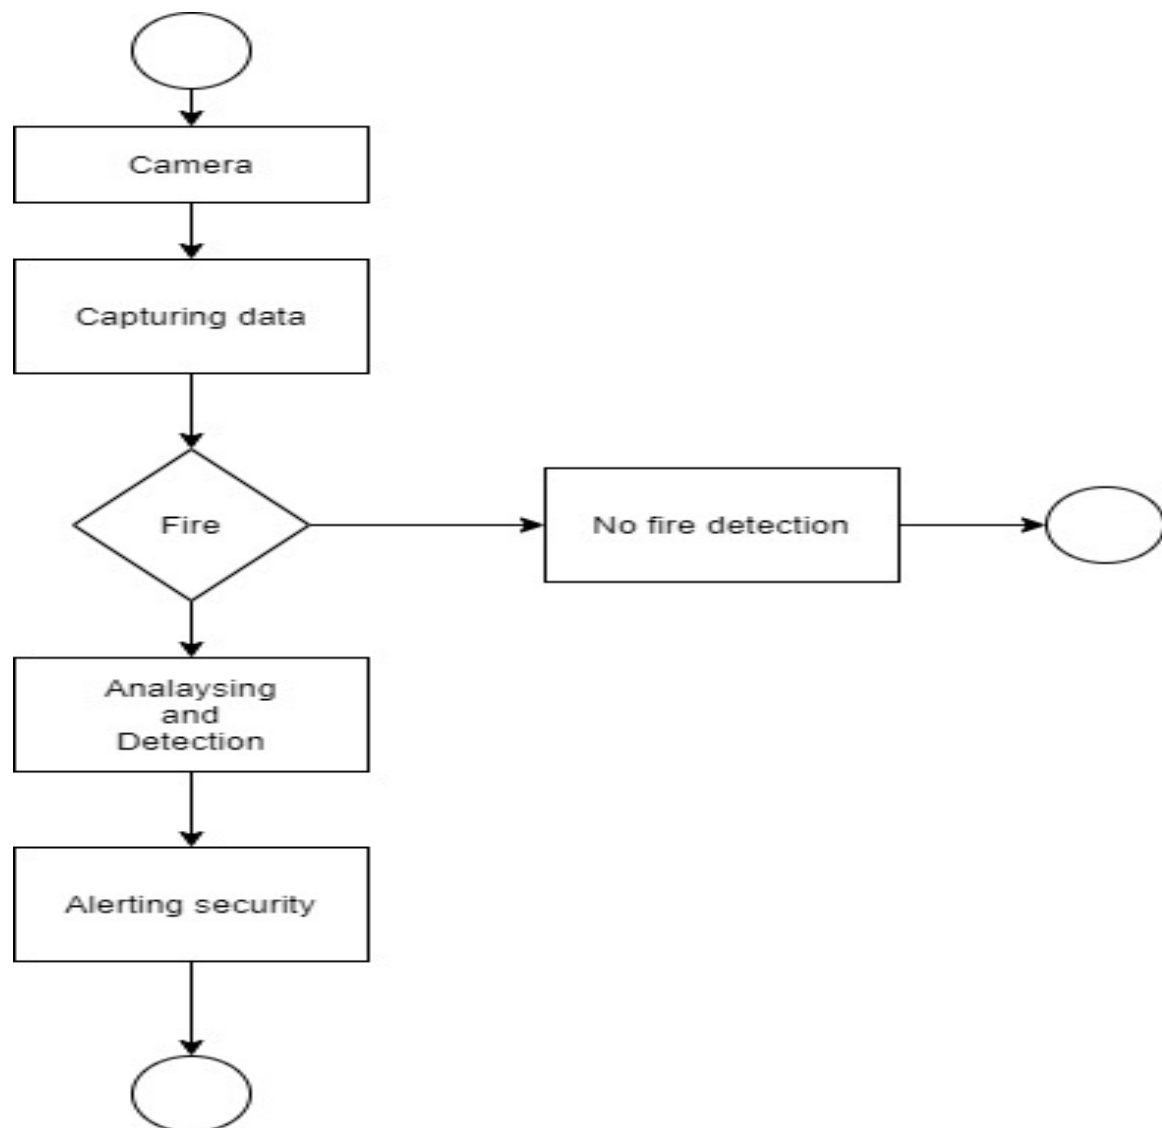 Camera
Capturing data
Fire
No fire detection
Analaysing
and
Detection
Alerting security